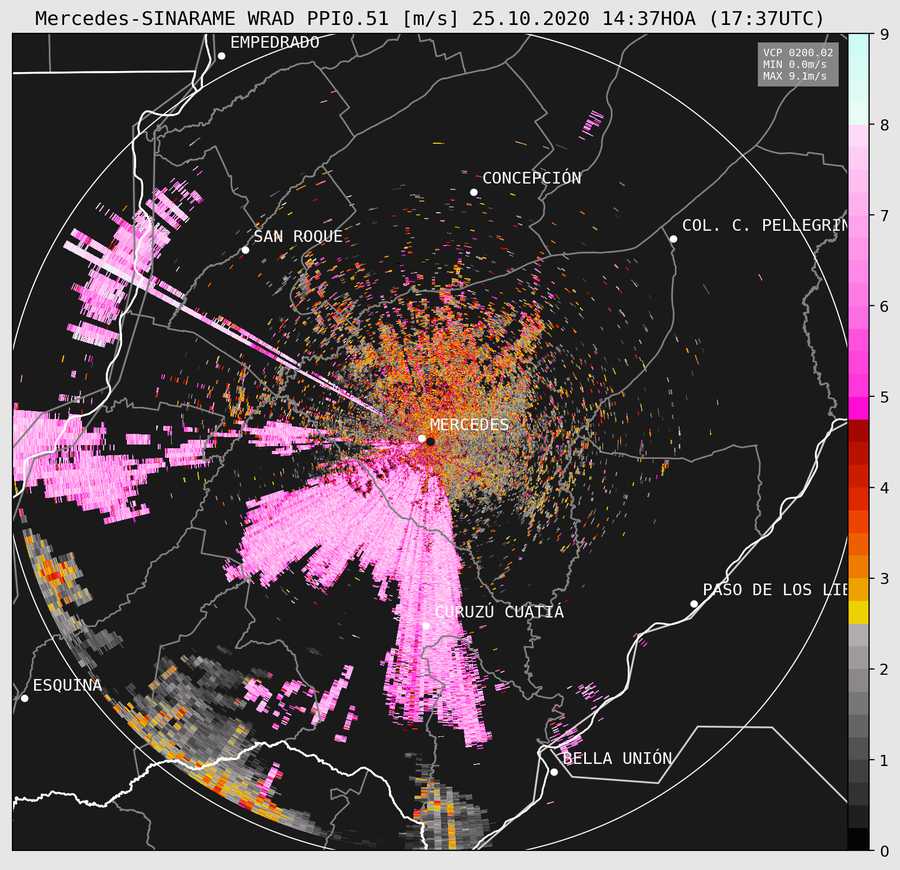 Mercedes-SINARAME WRAD PPI0.51 [m/s] 25.10.2020 14:37HOA (17:37UTC)
EMPEDRADO
VCP 0200.02
MIN 0.0m/s
MAX 9.1m/s
CONCEPCIÓN
SAN ROQUE
COL. C. PELLEGRIN
MERCEDES
PASO DE LOS LIE
CURUZÚ CUATIÁ
ESQUINA
BELLA UNIÓN
9
8
7
6
5
4
3
2
1
0